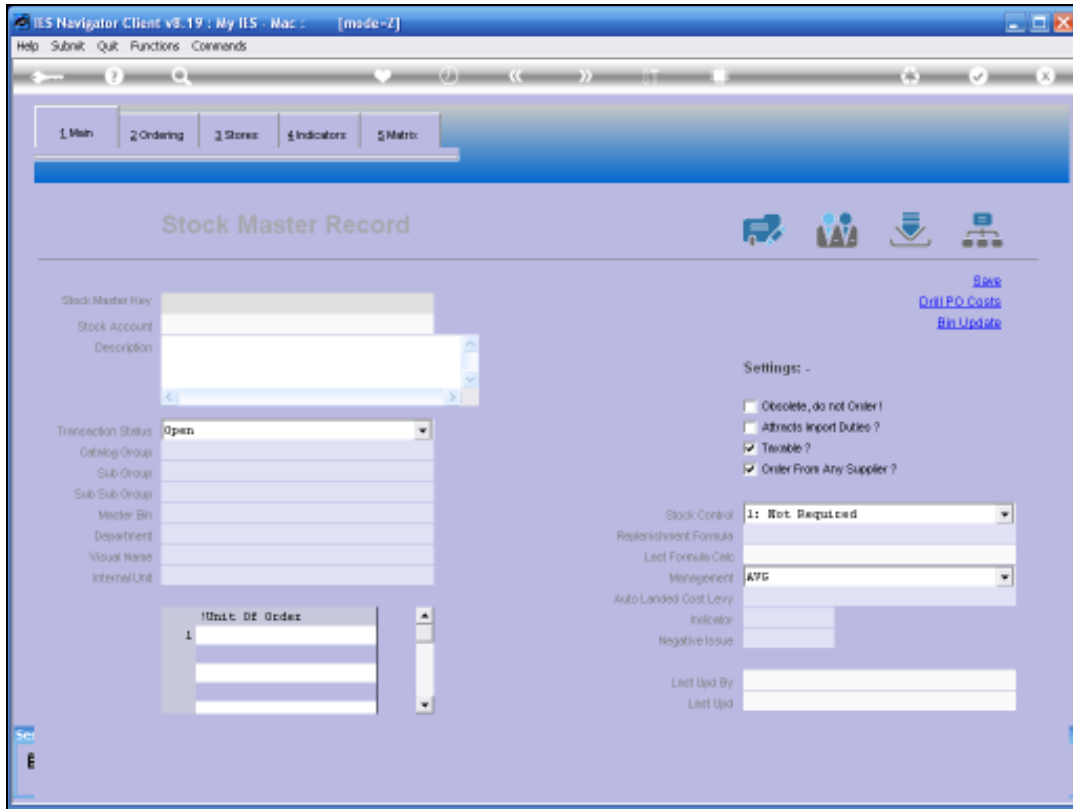 IES Navigator Client v8.19 : My IES - Mac : [mode=Z]
Help Submit Quit Functions Commands
1 Main 2 Ordering 3 Stores 4 Indicators 5 Matrix
Stock Master Record
Save
Drill PO Costs
Bin Update
Stock Master Key
Stock Account
Description
Transaction Status Open
Catalog Group
Sub Group
Sub Sub Group
Master Bin
Department
Visual Name
Internal Unit
!Unit Of Order
1
Settings: -
Obsolete, do not Order !
Attracts Import Duties ?
Taxable ?
Order From Any Supplier ?
Stock Control 1: Not Required
Replenishment Formula
Last Formula Calc
Management AVG
Auto Landed Cost Levy
Indicator
Negative Issue
Last Upd By
Last Upd